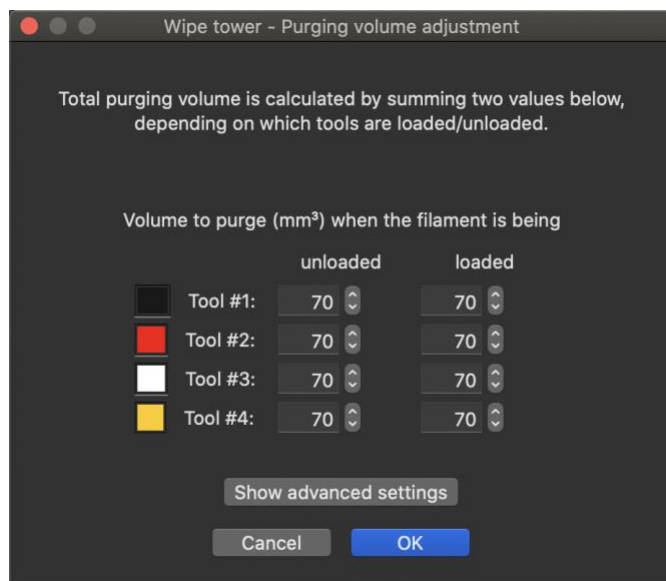 Wipe tower - Purging volume adjustment
Total purging volume is calculated by summing two values below,
depending on which tools are loaded/unloaded.
Volume to purge (mm³) when the filament is being
unloaded loaded
Tool #1: 70 70
Tool #2: 70 70
Tool #3: 70 70
Tool #4: 70 70
Show advanced settings
Cancel OK